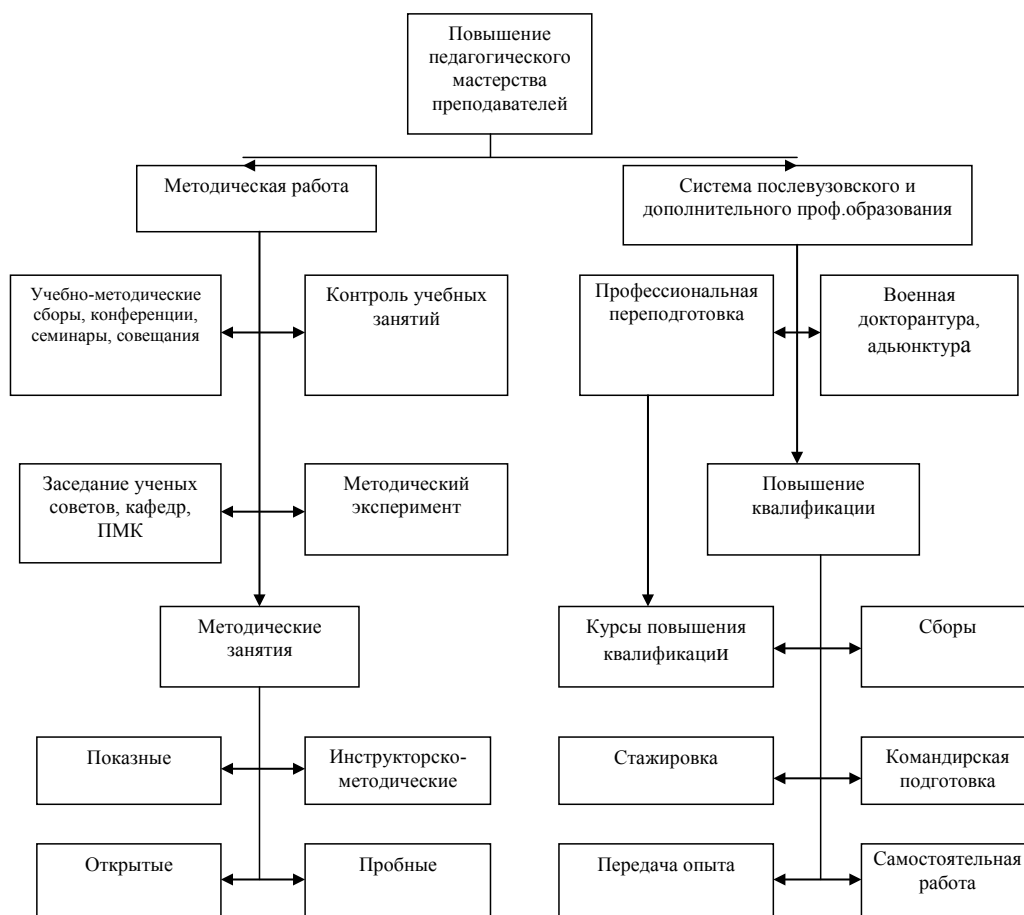 Повышение
педагогического
мастерства
преподавателей
Методическая работа
Система послевузовского и
дополнительного проф.образования
Учебно-методические
сборы, конференции,
семинары, совещания
Контроль учебных
занятий
Профессиональная
переподготовка
Военная
докторантура,
адьюнктура
Заседание ученых
советов, кафедр,
ПМК
Методический
эксперимент
Повышение
квалификации
Методические
занятия
Курсы повышения
квалификации
Сборы
Показные
Инструкторско-
методические
Стажировка
Командирская
подготовка
Открытые
Пробные
Передача опыта
Самостоятельная
работа